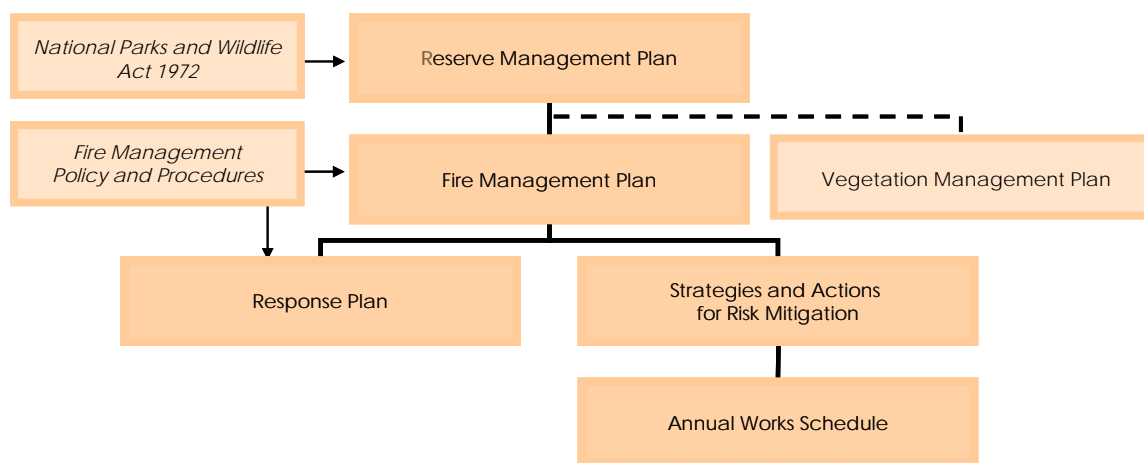 National Parks and Wildlife
Act 1972
Reserve Management Plan
Fire Management
Policy and Procedures
Fire Management Plan
Vegetation Management Plan
Response Plan
Strategies and Actions
for Risk Mitigation
Annual Works Schedule